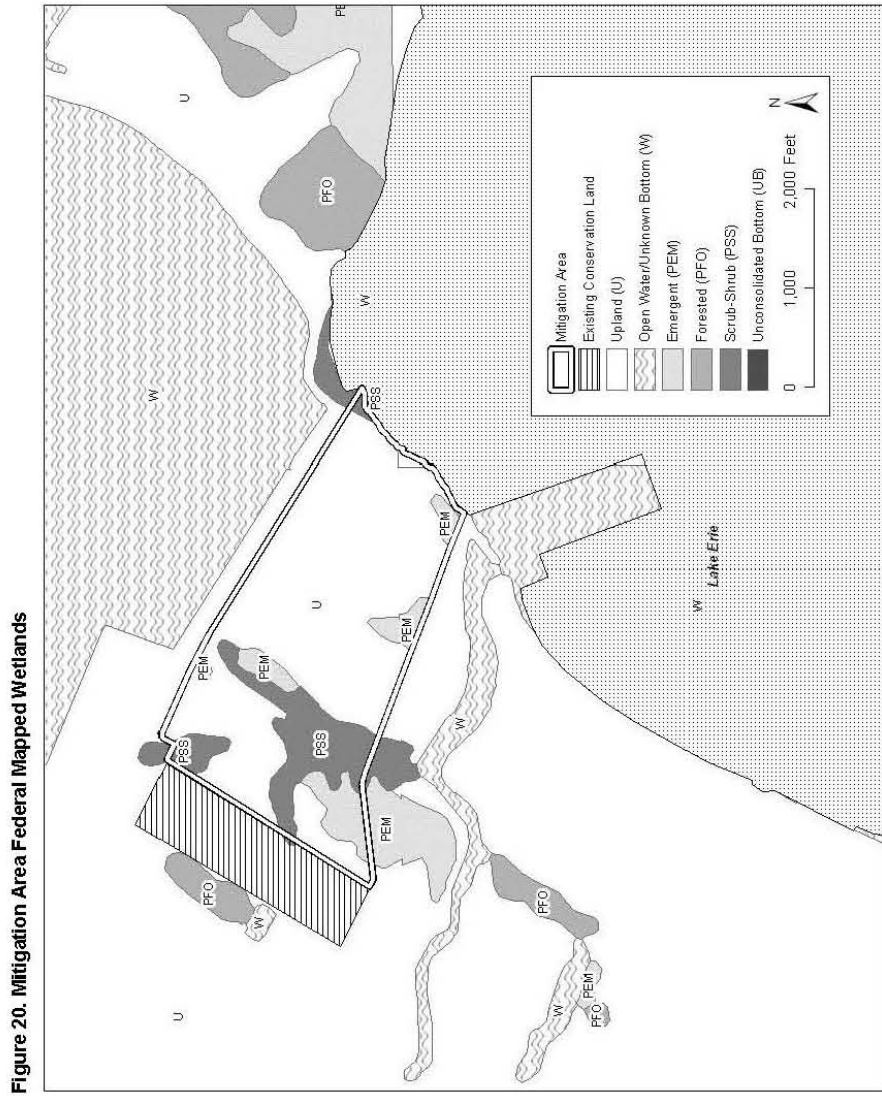 Figure 20. Mitigation Area Federal Mapped Wetlands
W
U
U
PSS
PEM
PFO
W
PEM
PSS
U
PFO
PE
W
PSS
PEM
PEM
PEM
W
PFO
W
PEM
PFO
W
Lake Erie
Mitigation Area
Existing Conservation Land
Upland (U)
Open Water/Unknown Bottom (W)
Emergent (PEM)
Forested (PFO)
Scrub-Shrub (PSS)
Unconsolidated Bottom (UB)
N
0 1,000 2,000 Feet